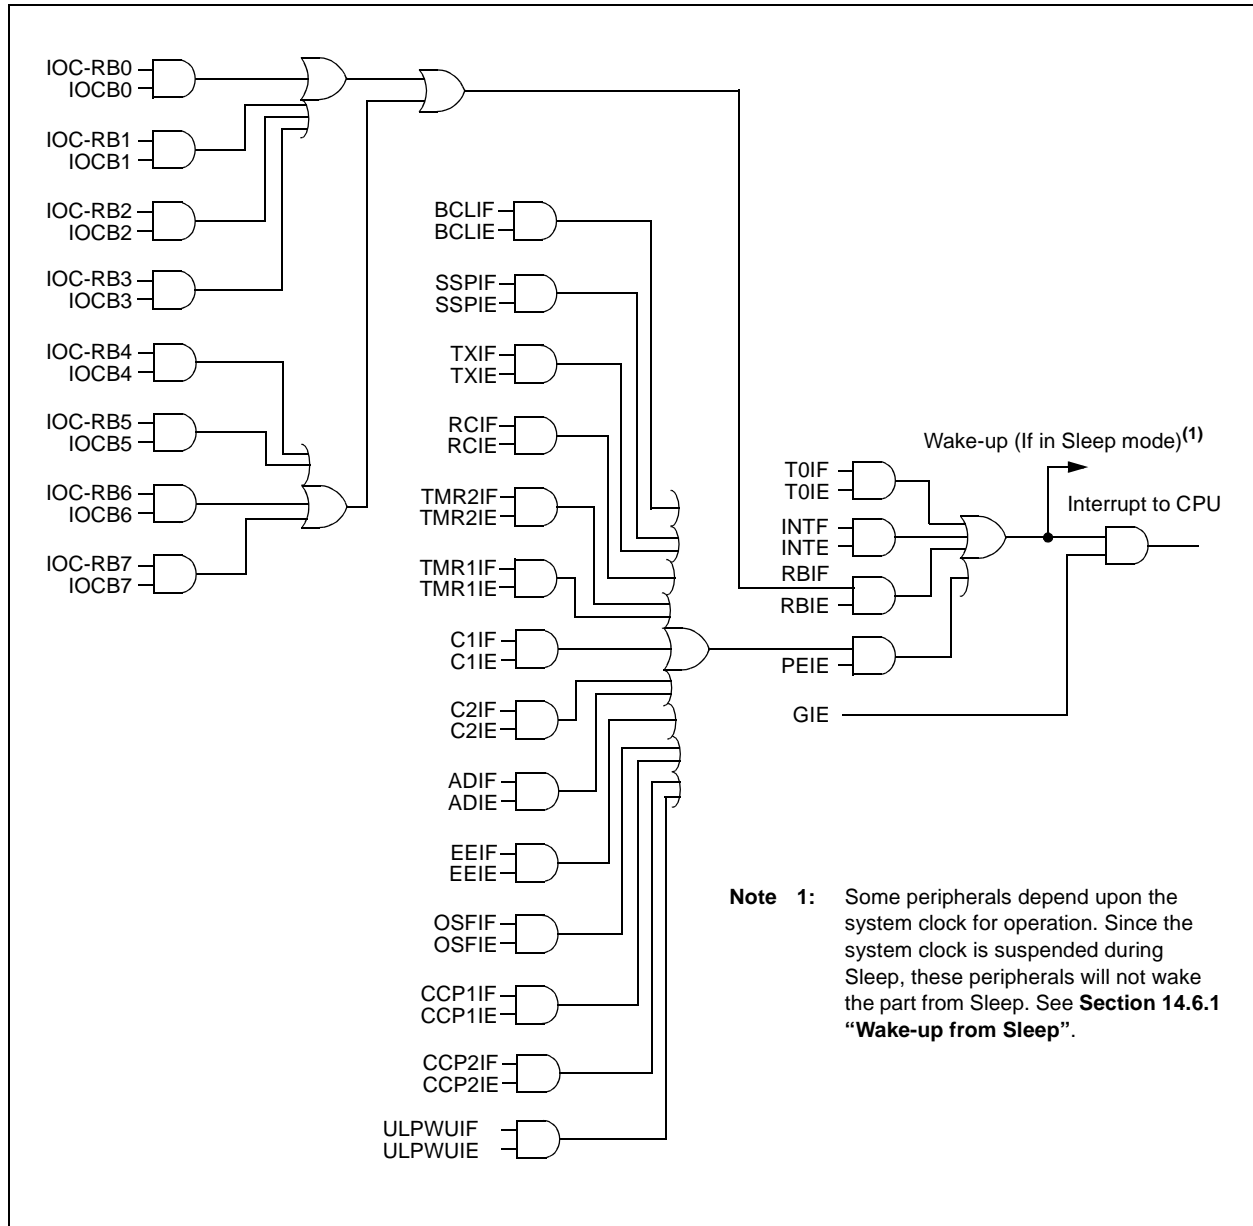 IOC-RB0
IOCB0
IOC-RB1
IOCB1
IOC-RB2
IOCB2
IOC-RB3
IOCB3
IOC-RB4
IOCB4
IOC-RB5
IOCB5
IOC-RB6
IOCB6
IOC-RB7
IOCB7
BCLIF
BCLIE
SSPIF
SSPIE
TXIF
TXIE
RCIF
RCIE
TMR2IF
TMR2IE
TMR1IF
TMR1IE
C1IF
C1IE
C2IF
C2IE
ADIF
ADIE
EEIF
EEIE
OSFIF
OSFIE
CCP1IF
CCP1IE
CCP2IF
CCP2IE
ULPWUIF
ULPWUIE
Wake-up (If in Sleep mode)(1)
T0IF
T0IE
Interrupt to CPU
INTF
INTE
RBIF
RBIE
PEIE
GIE
Note 1: Some peripherals depend upon the
system clock for operation. Since the
system clock is suspended during
Sleep, these peripherals will not wake
the part from Sleep. See Section 14.6.1
“Wake-up from Sleep”.